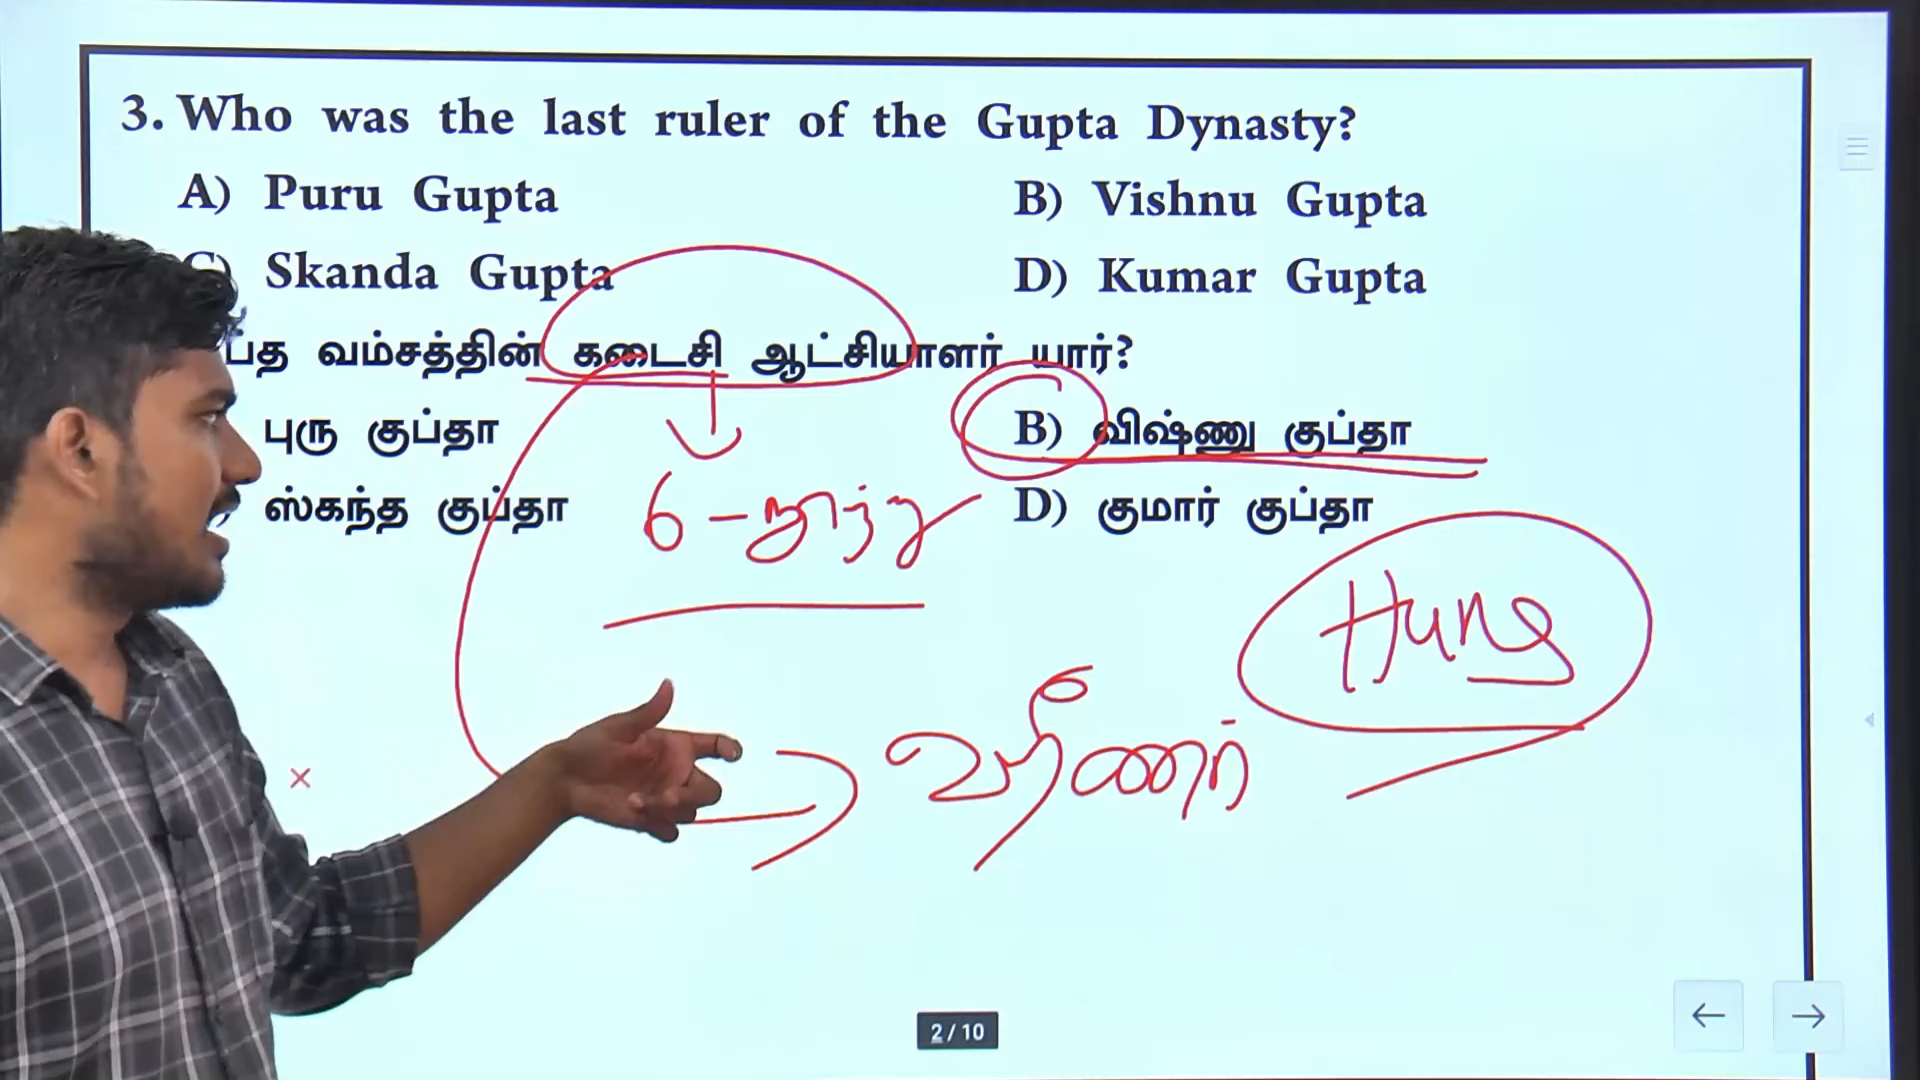 3. Who was the last ruler of the Gupta Dynasty?
A) Puru Gupta B) Vishnu Gupta
C) Skanda Gupta D) Kumar Gupta
ப்த வம்சத்தின் கடைசி ஆட்சியாளர் யார்?
புரு குப்தா B) விஷ்ணு குப்தா
ஸ்கந்த குப்தா D) குமார் குப்தா
6 -
Huns
2 / 10